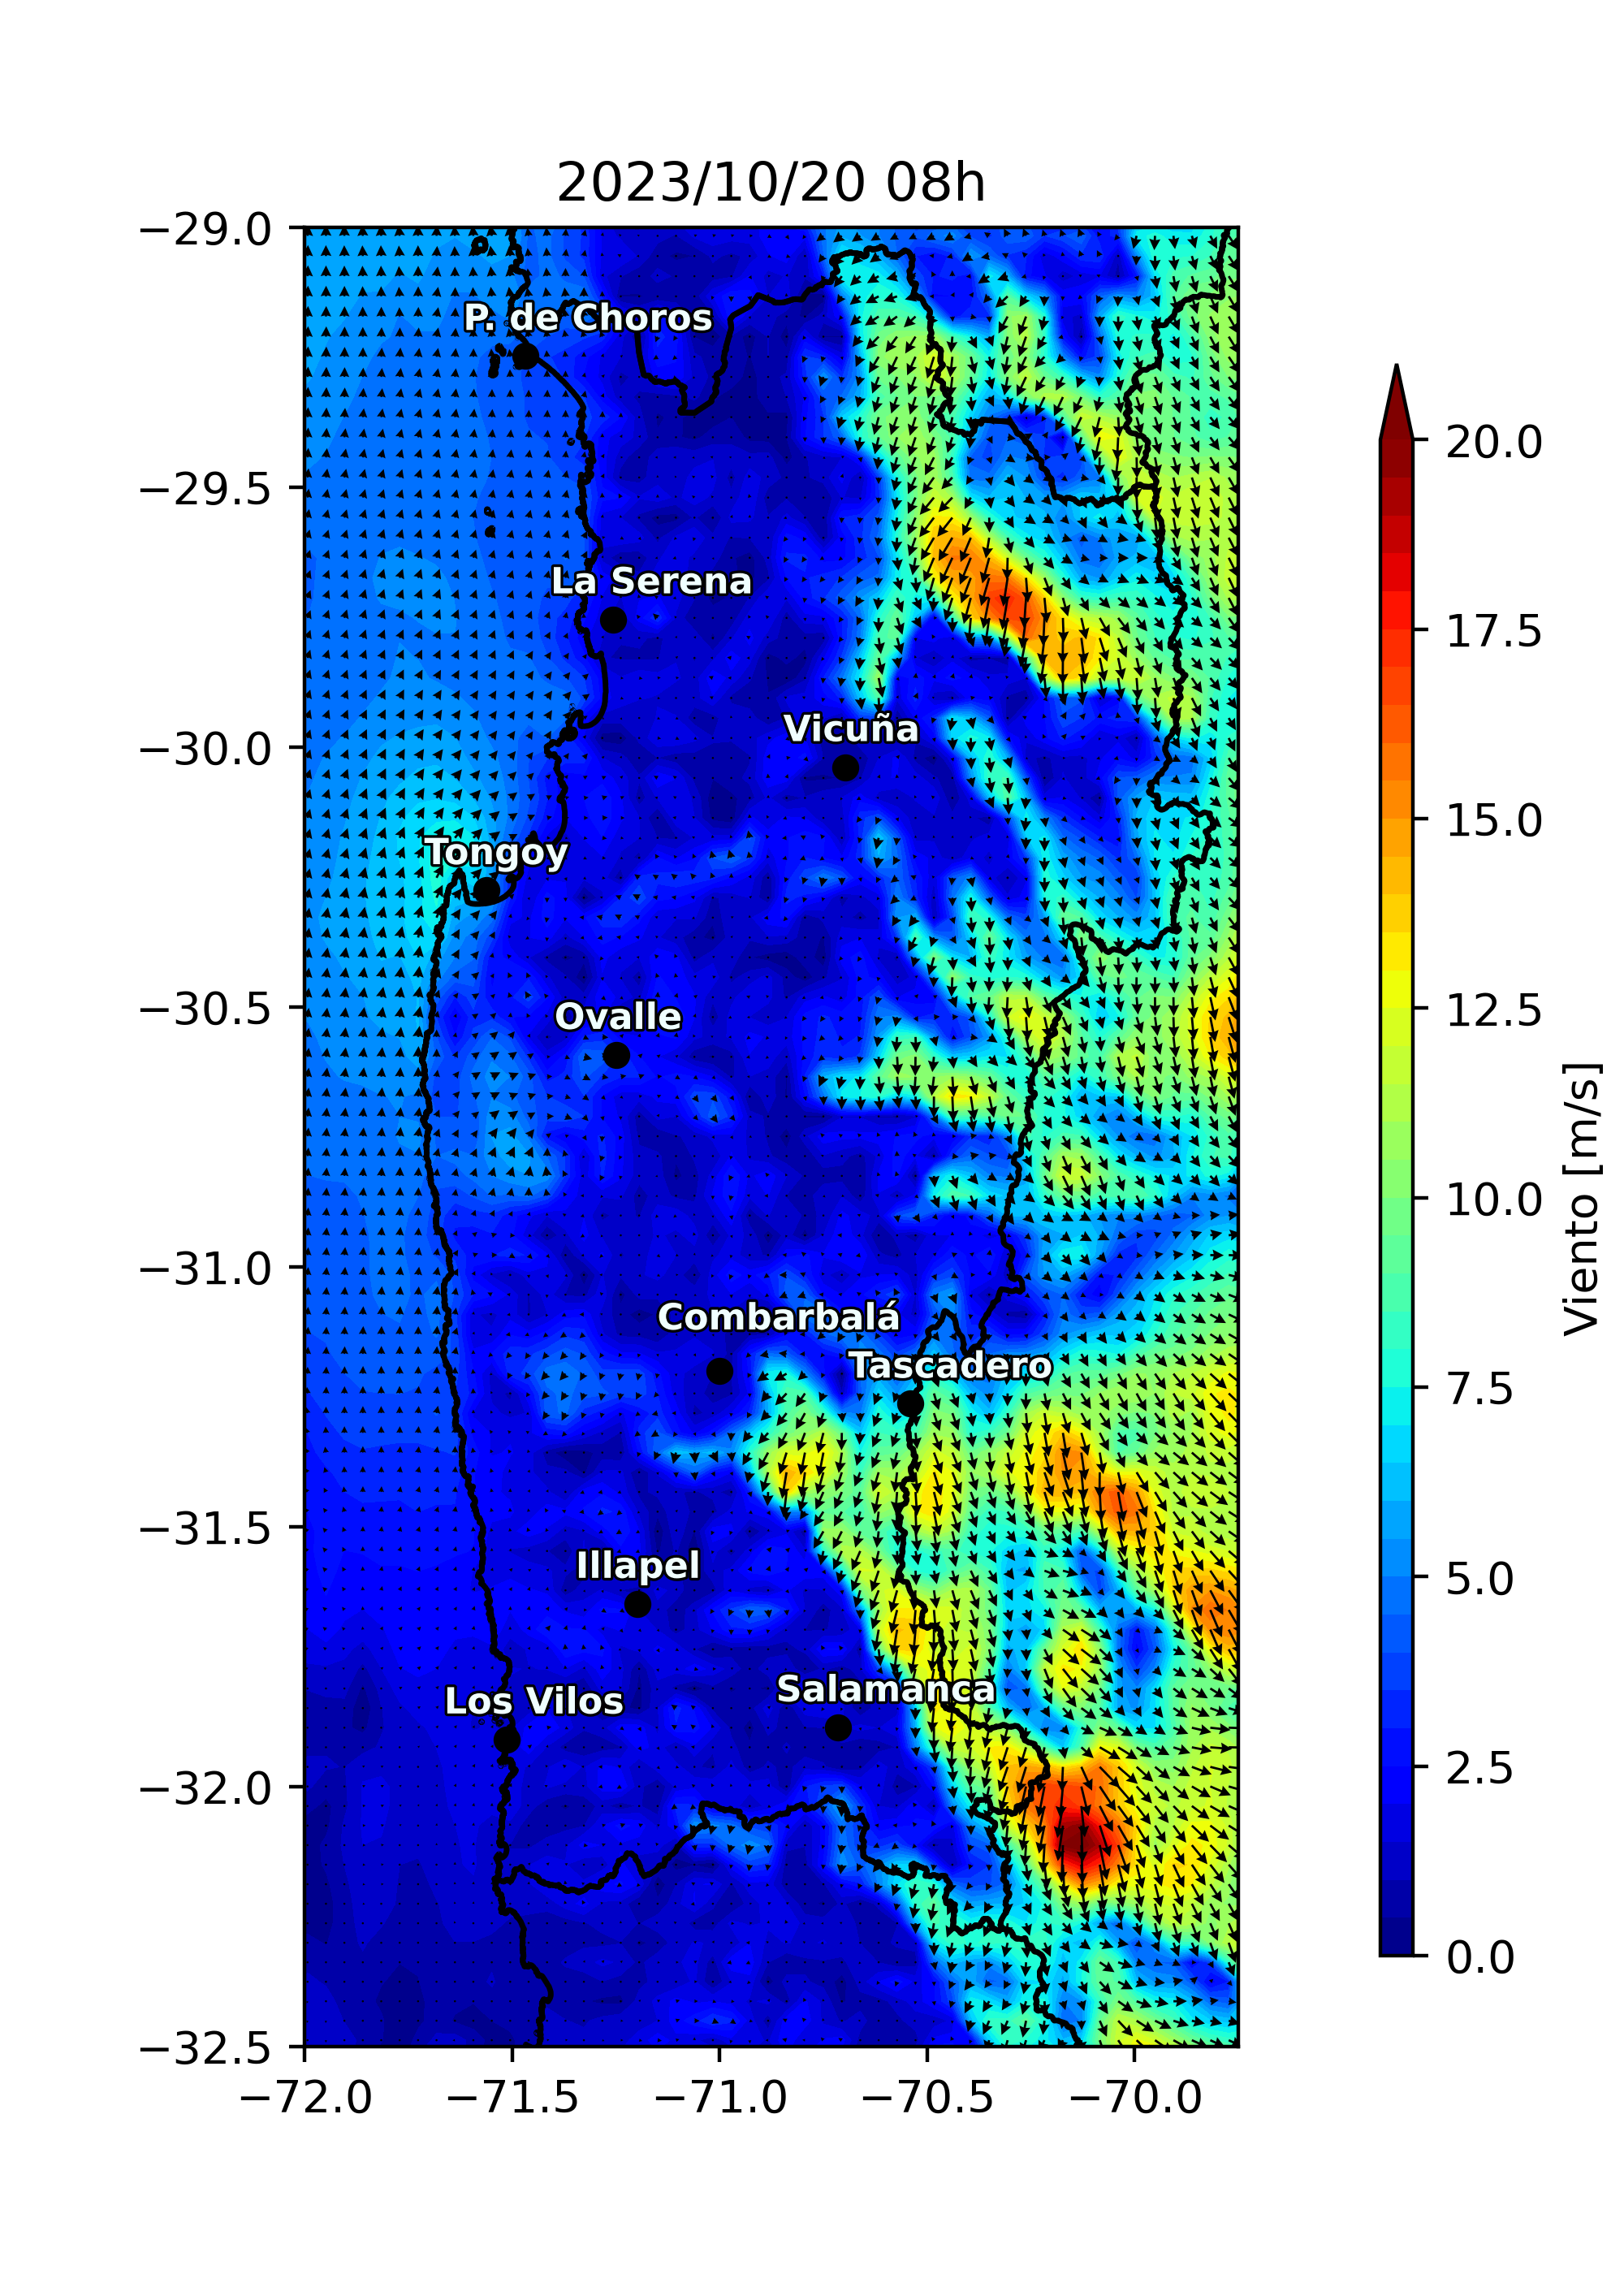 2023/10/20 08h
−29.0
−29.5
−30.0
−30.5
−31.0
−31.5
−32.0
−32.5
−72.0
−71.5
−71.0
−70.5
−70.0
P. de Choros
La Serena
Vicuña
Tongoy
Ovalle
Combarbalá
Tascadero
Illapel
Salamanca
Los Vilos
20.0
17.5
15.0
12.5
10.0
7.5
5.0
2.5
0.0
Viento [m/s]